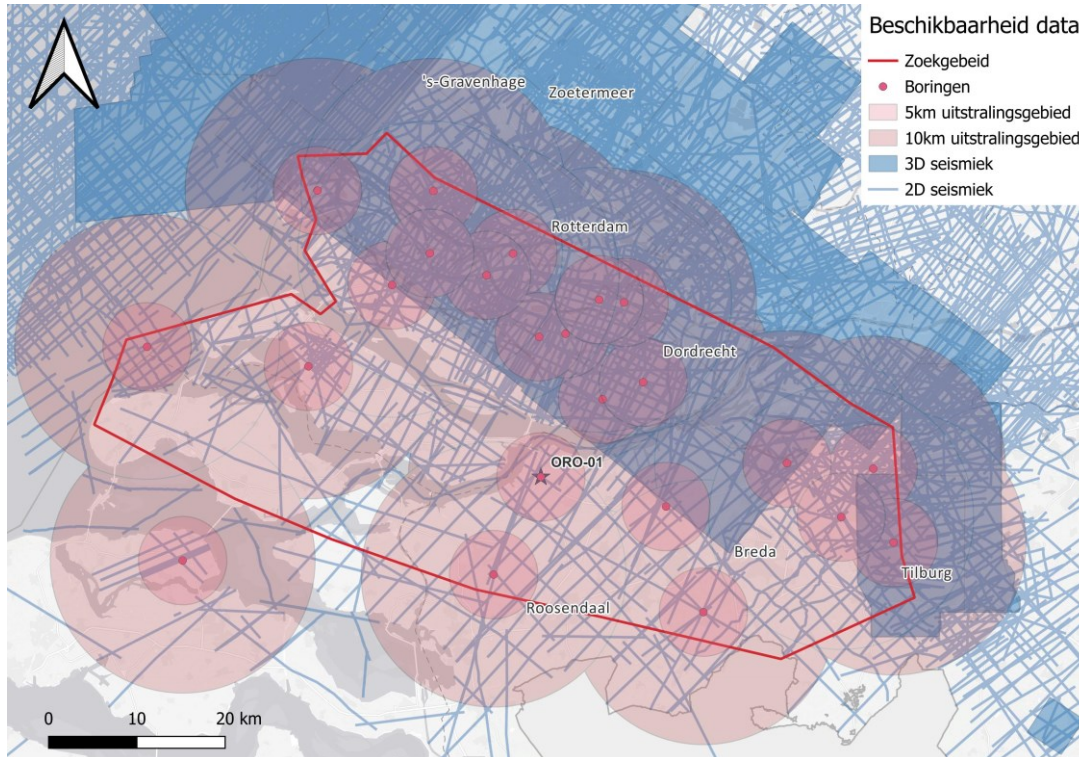 Beschikbaarheid data
Zoekgebeid
Boringen
5km uitstralingsgebied
10km uitstralingsgebied
3D seismiek
2D seismiek
's-Gravenhage
Zoetermeer
Rotterdam
Dordrecht
ORO-01
Breda
Tilburg
Roosendaal
0 10 20 km